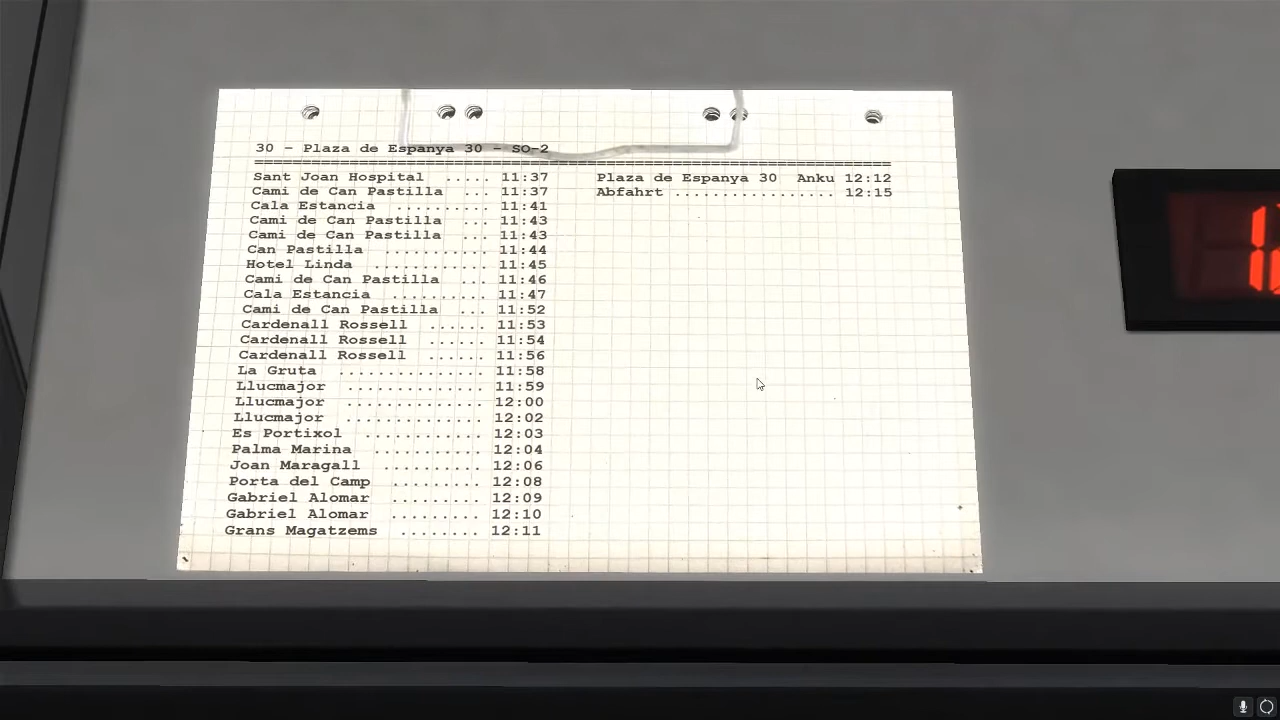 30 - Plaza de Espanya 30 - SO-2
==================================================================
Sant Joan Hospital ..... 11:37
Cami de Can Pastilla ... 11:37
Cala Estancia .......... 11:41
Cami de Can Pastilla ... 11:43
Cami de Can Pastilla ... 11:43
Can Pastilla ........... 11:44
Hotel Linda ............ 11:45
Cami de Can Pastilla ... 11:46
Cala Estancia .......... 11:47
Cami de Can Pastilla ... 11:52
Cardenall Rossell ...... 11:53
Cardenall Rossell ...... 11:54
Cardenall Rossell ...... 11:56
La Gruta ............... 11:58
Llucmajor .............. 11:59
Llucmajor .............. 12:00
Llucmajor .............. 12:02
Es Portixol ............ 12:03
Palma Marina ........... 12:04
Joan Maragall .......... 12:06
Porta del Camp ......... 12:08
Gabriel Alomar ......... 12:09
Gabriel Alomar ......... 12:10
Grans Magatzems ........ 12:11
Plaza de Espanya 30 Anku 12:12
Abfahrt ................ 12:15